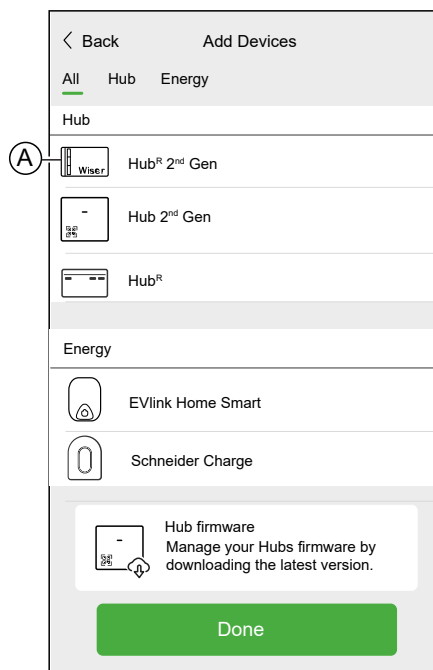 < Back Add Devices
All Hub Energy
Hub
A
Wiser
Hubᴿ 2ⁿᵈ Gen
Hub 2ⁿᵈ Gen
Hubᴿ
Energy
EVlink Home Smart
Schneider Charge
Hub firmware
Manage your Hubs firmware by
downloading the latest version.
Done